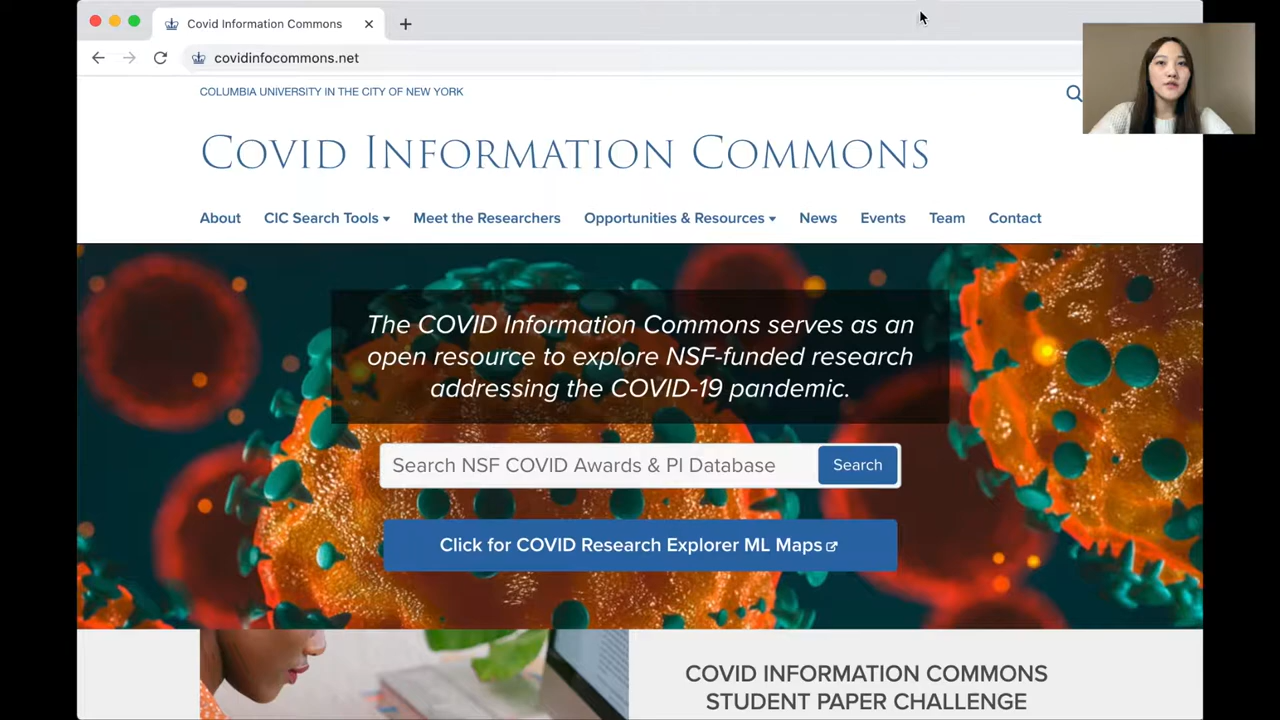 Covid Information Commons
covidinfocommons.net
COLUMBIA UNIVERSITY IN THE CITY OF NEW YORK
COVID INFORMATION COMMONS
About CIC Search Tools Meet the Researchers Opportunities & Resources News Events Team Contact
The COVID Information Commons serves as an
open resource to explore NSF-funded research
addressing the COVID-19 pandemic.
Search NSF COVID Awards & PI Database Search
Click for COVID Research Explorer ML Maps
COVID INFORMATION COMMONS
STUDENT PAPER CHALLENGE